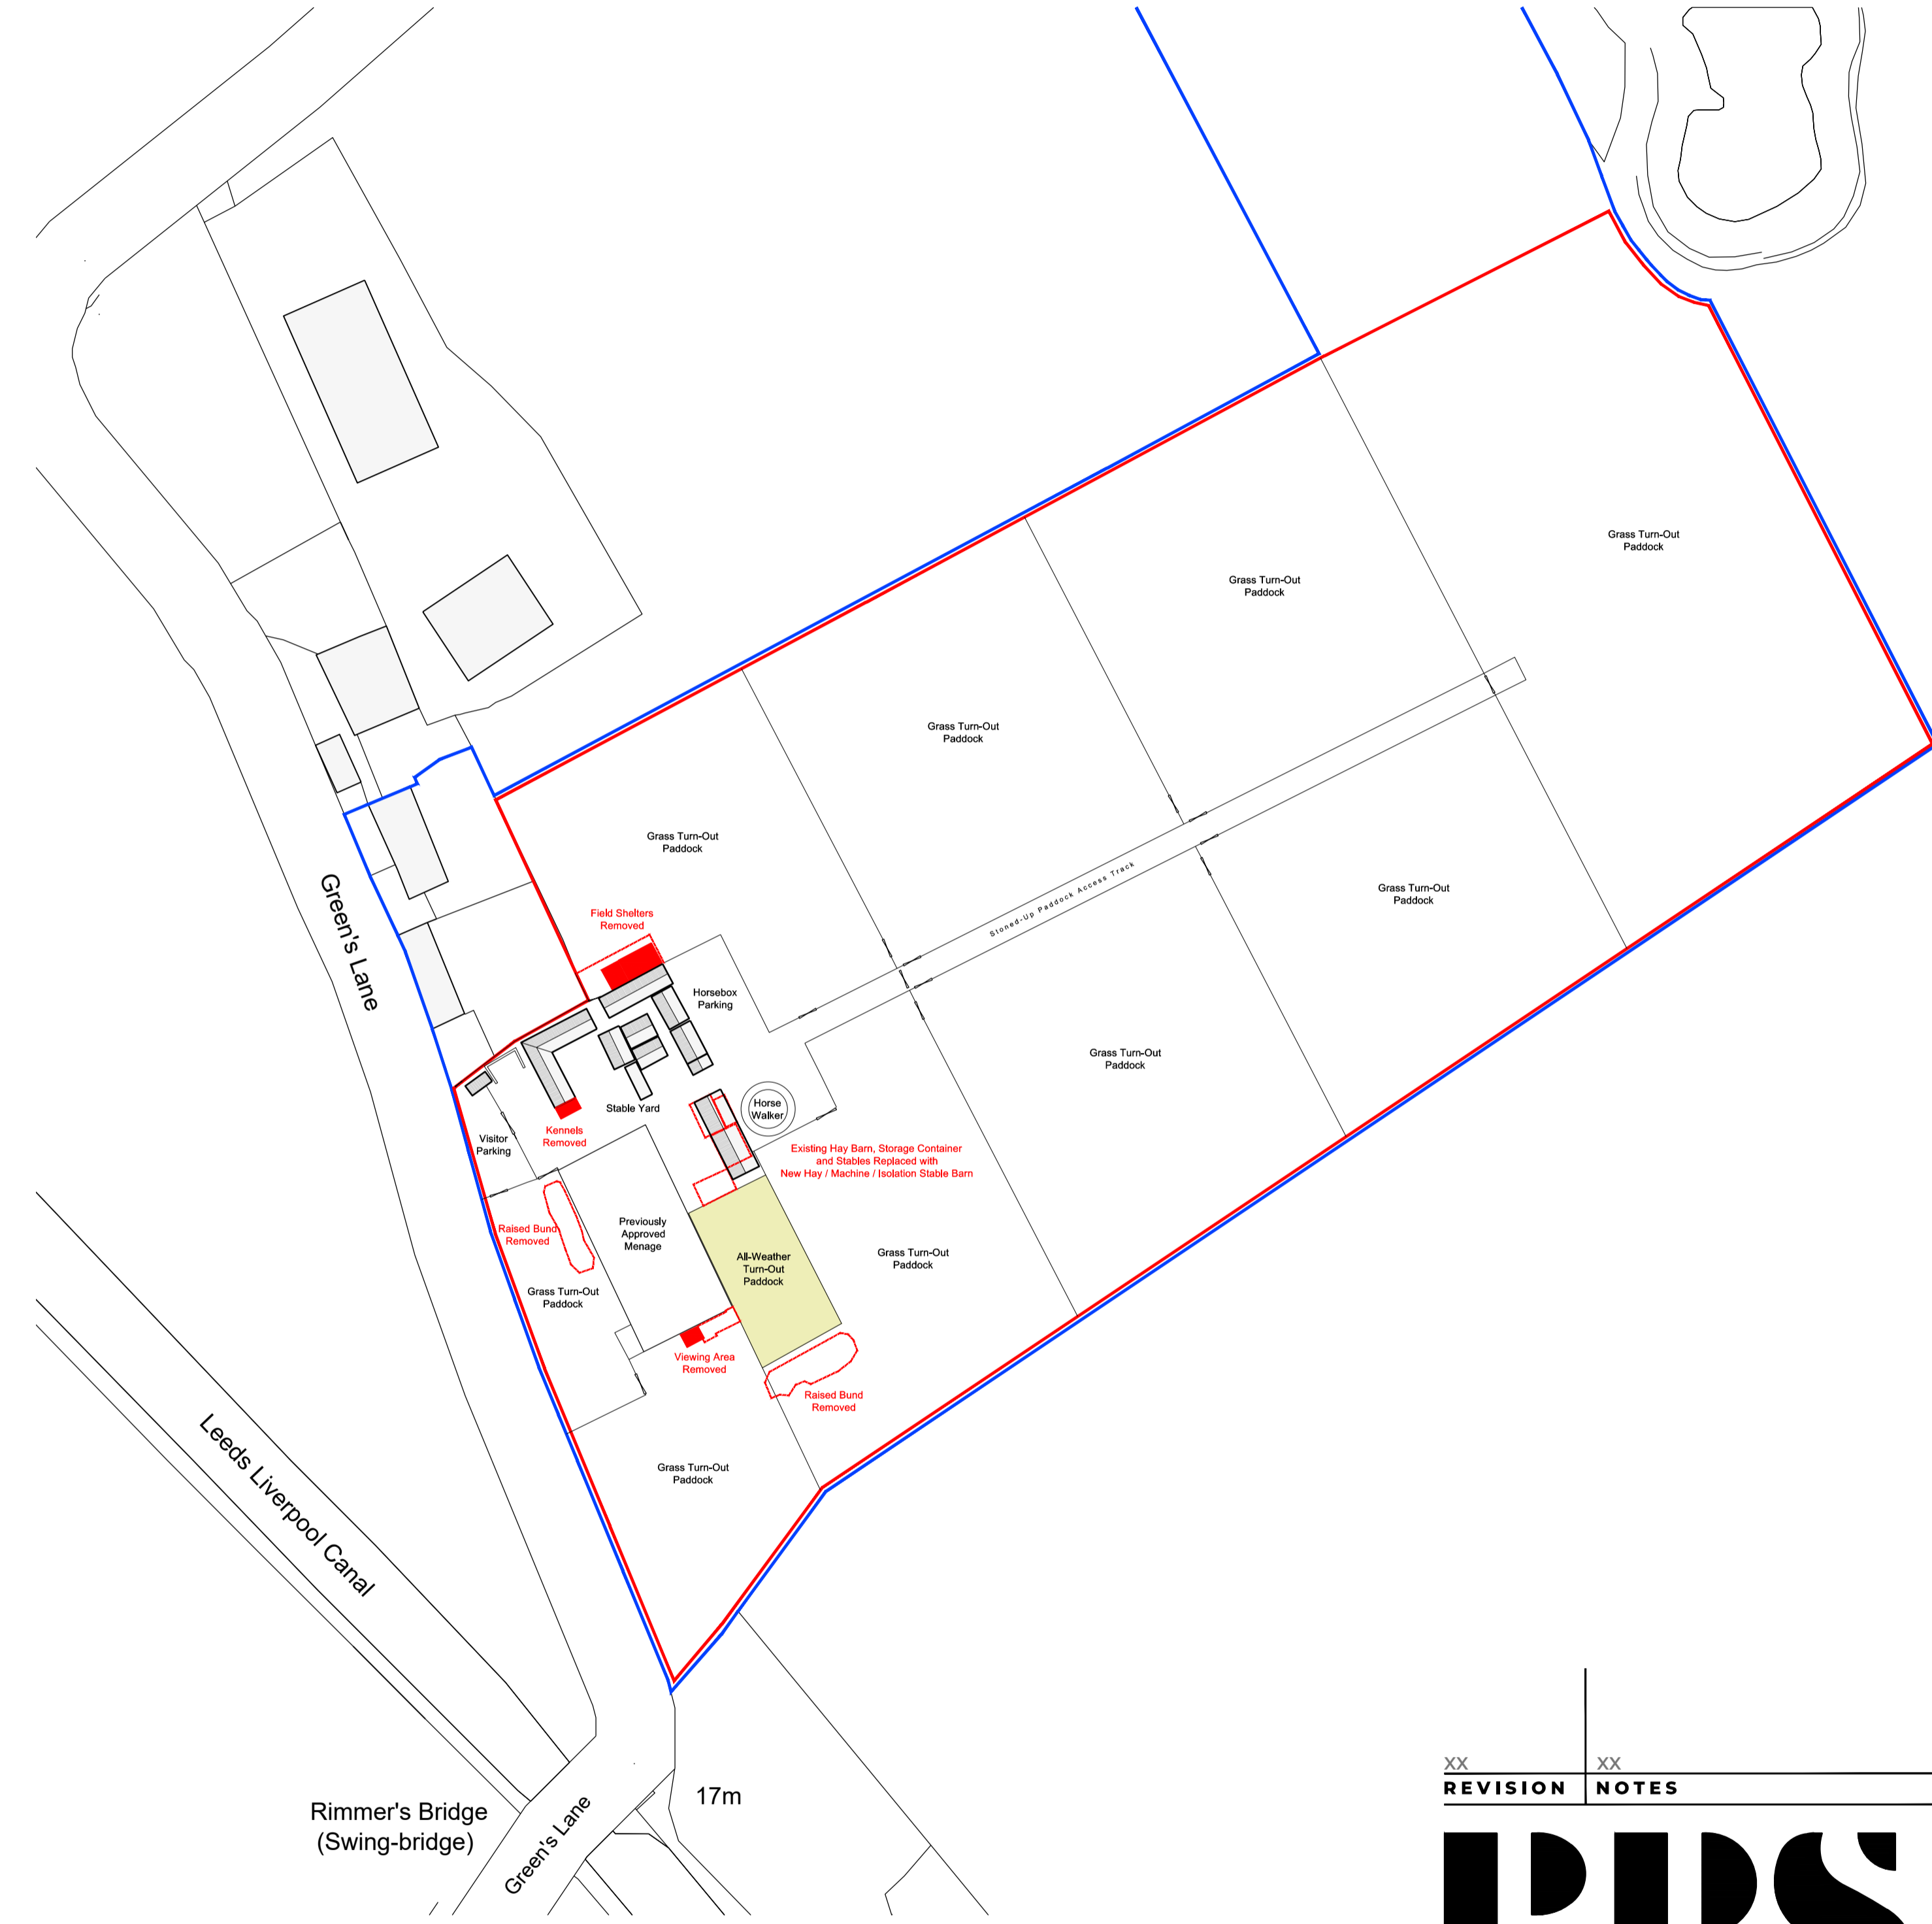 Grass Turn-Out
Paddock
Grass Turn-Out
Paddock
Grass Turn-Out
Paddock
Grass Turn-Out
Paddock
Grass Turn-Out
Paddock
Stoned-Up Paddock Access Track
Green's Lane
Field Shelters
Removed
Horsebox
Parking
Grass Turn-Out
Paddock
Stable Yard
Horse
Walker
Kennels
Removed
Visitor
Parking
Existing Hay Barn, Storage Container
and Stables Replaced with
New Hay / Machine / Isolation Stable Barn
Raised Bund
Removed
Previously
Approved
Menage
All-Weather
Turn-Out
Paddock
Grass Turn-Out
Paddock
Grass Turn-Out
Paddock
Viewing Area
Removed
Raised Bund
Removed
Grass Turn-Out
Paddock
Leeds Liverpool Canal
Rimmer's Bridge
(Swing-bridge)
Green's Lane
17m
XX XX
REVISION NOTES
PDS